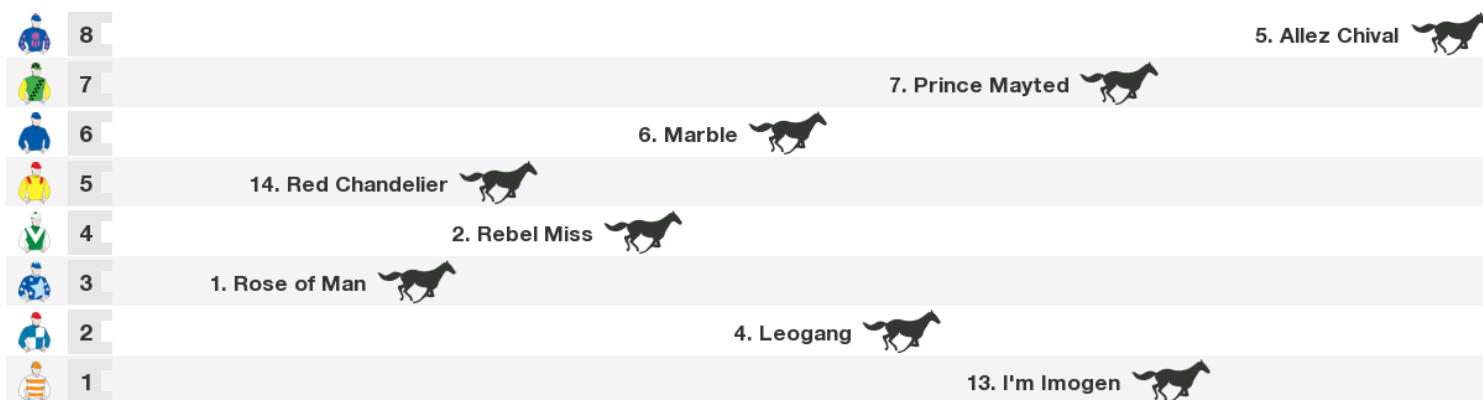 8 5. Allez Chival
7 7. Prince Mayted
6 6. Marble
5 14. Red Chandelier
4 2. Rebel Miss
3 1. Rose of Man
2 4. Leogang
1 13. I'm Imogen